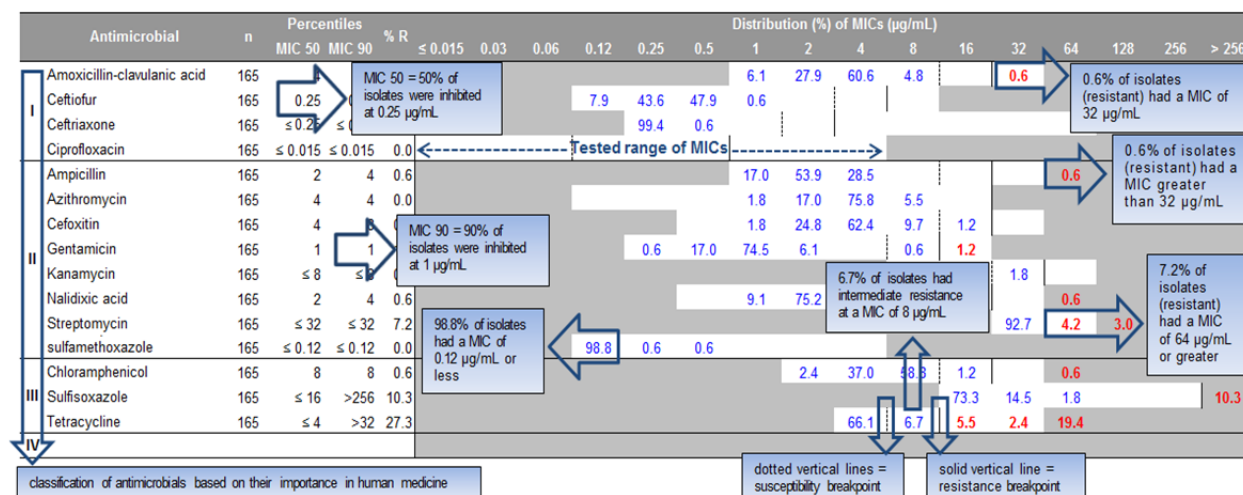 Antimicrobial n Percentiles % R Distribution (%) of MICs (µg/mL)
MIC 50 MIC 90 ≤ 0.015 0.03 0.06 0.12 0.25 0.5 1 2 4 8 16 32 64 128 256 > 256
I
Amoxicillin-clavulanic acid 165 6.1 27.9 60.6 4.8 0.6
Ceftiofur 165 0.25 7.9 43.6 47.9 0.6
Ceftriaxone 165 99.4 0.6
Ciprofloxacin 165 ≤ 0.015 ≤ 0.015 0.0 Tested range of MICs
MIC 50 = 50% of
isolates were inhibited
at 0.25 µg/mL
0.6% of isolates
(resistant) had a MIC of
32 µg/mL
II
Ampicillin 165 2 4 0.6 17.0 53.9 28.5 0.6
Azithromycin 165 4 4 0.0 1.8 17.0 75.8 5.5
Cefoxitin 165 4 1.8 24.8 62.4 9.7 1.2
Gentamicin 165 1 1 0.6 17.0 74.5 6.1 0.6 1.2
Kanamycin 165 ≤ 8 1.8
Nalidixic acid 165 2 4 0.6 9.1 75.2 0.6
Streptomycin 165 ≤ 32 ≤ 32 7.2 92.7 4.2 3.0
sulfamethoxazole 165 ≤ 0.12 ≤ 0.12 0.0 98.8 0.6 0.6
0.6% of isolates
(resistant) had a
MIC greater
than 32 µg/mL
MIC 90 = 90% of
isolates were inhibited
at 1 µg/mL
6.7% of isolates had
intermediate resistance
at a MIC of 8 µg/mL
7.2% of
isolates
(resistant)
had a MIC
of 64 µg/mL
or greater
98.8% of isolates
had a MIC of
0.12 µg/mL or
less
III
Chloramphenicol 165 8 8 0.6 2.4 37.0 58.8 1.2 0.6
Sulfisoxazole 165 ≤ 16 >256 10.3 73.3 14.5 1.8 10.3
Tetracycline 165 ≤ 4 >32 27.3 66.1 6.7 5.5 2.4 19.4
IV
classification of antimicrobials based on their importance in human medicine
dotted vertical lines =
susceptibility breakpoint
solid vertical line =
resistance breakpoint